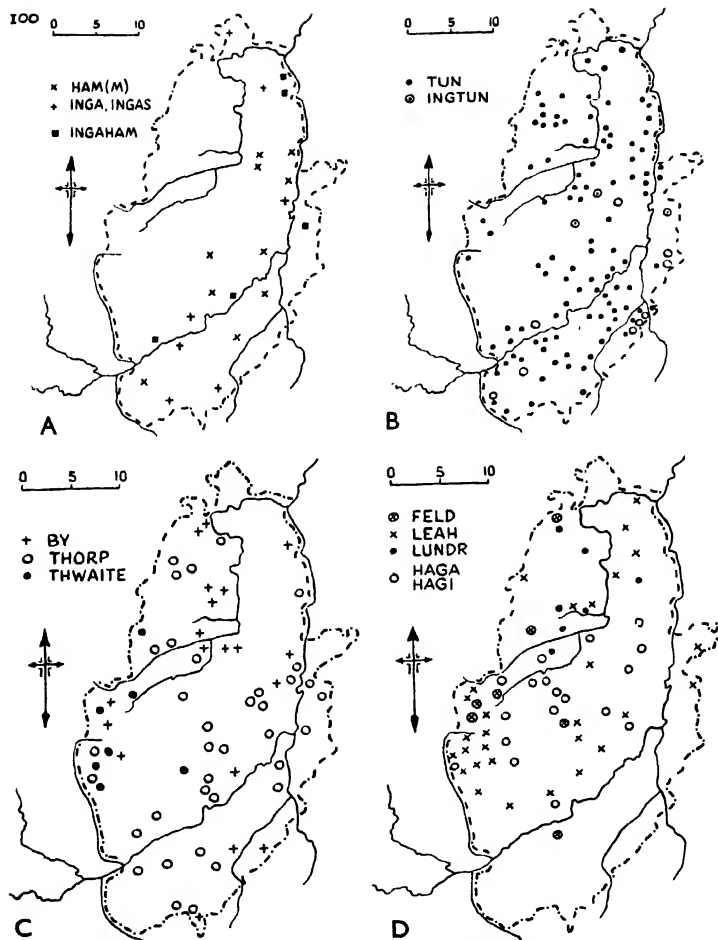 100
0 5 10
× HAM(M)
+ INGA, INGAS
■ INGAHAM
A
0 5 10
• TUN
⊙ INGTUN
B
0 5 10
+ BY
○ THORP
• THWAITE
C
0 5 10
⊗ FELD
× LEAH
• LUNDR
○ HAGA
HAGI
D